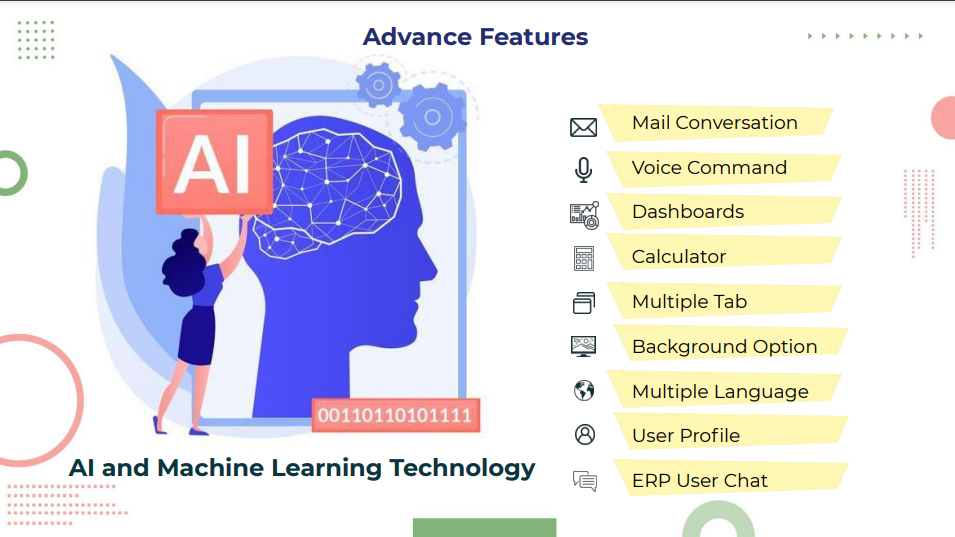 Advance Features
AI
00110110101111
AI and Machine Learning Technology
Mail Conversation
Voice Command
Dashboards
Calculator
Multiple Tab
Background Option
Multiple Language
User Profile
ERP User Chat